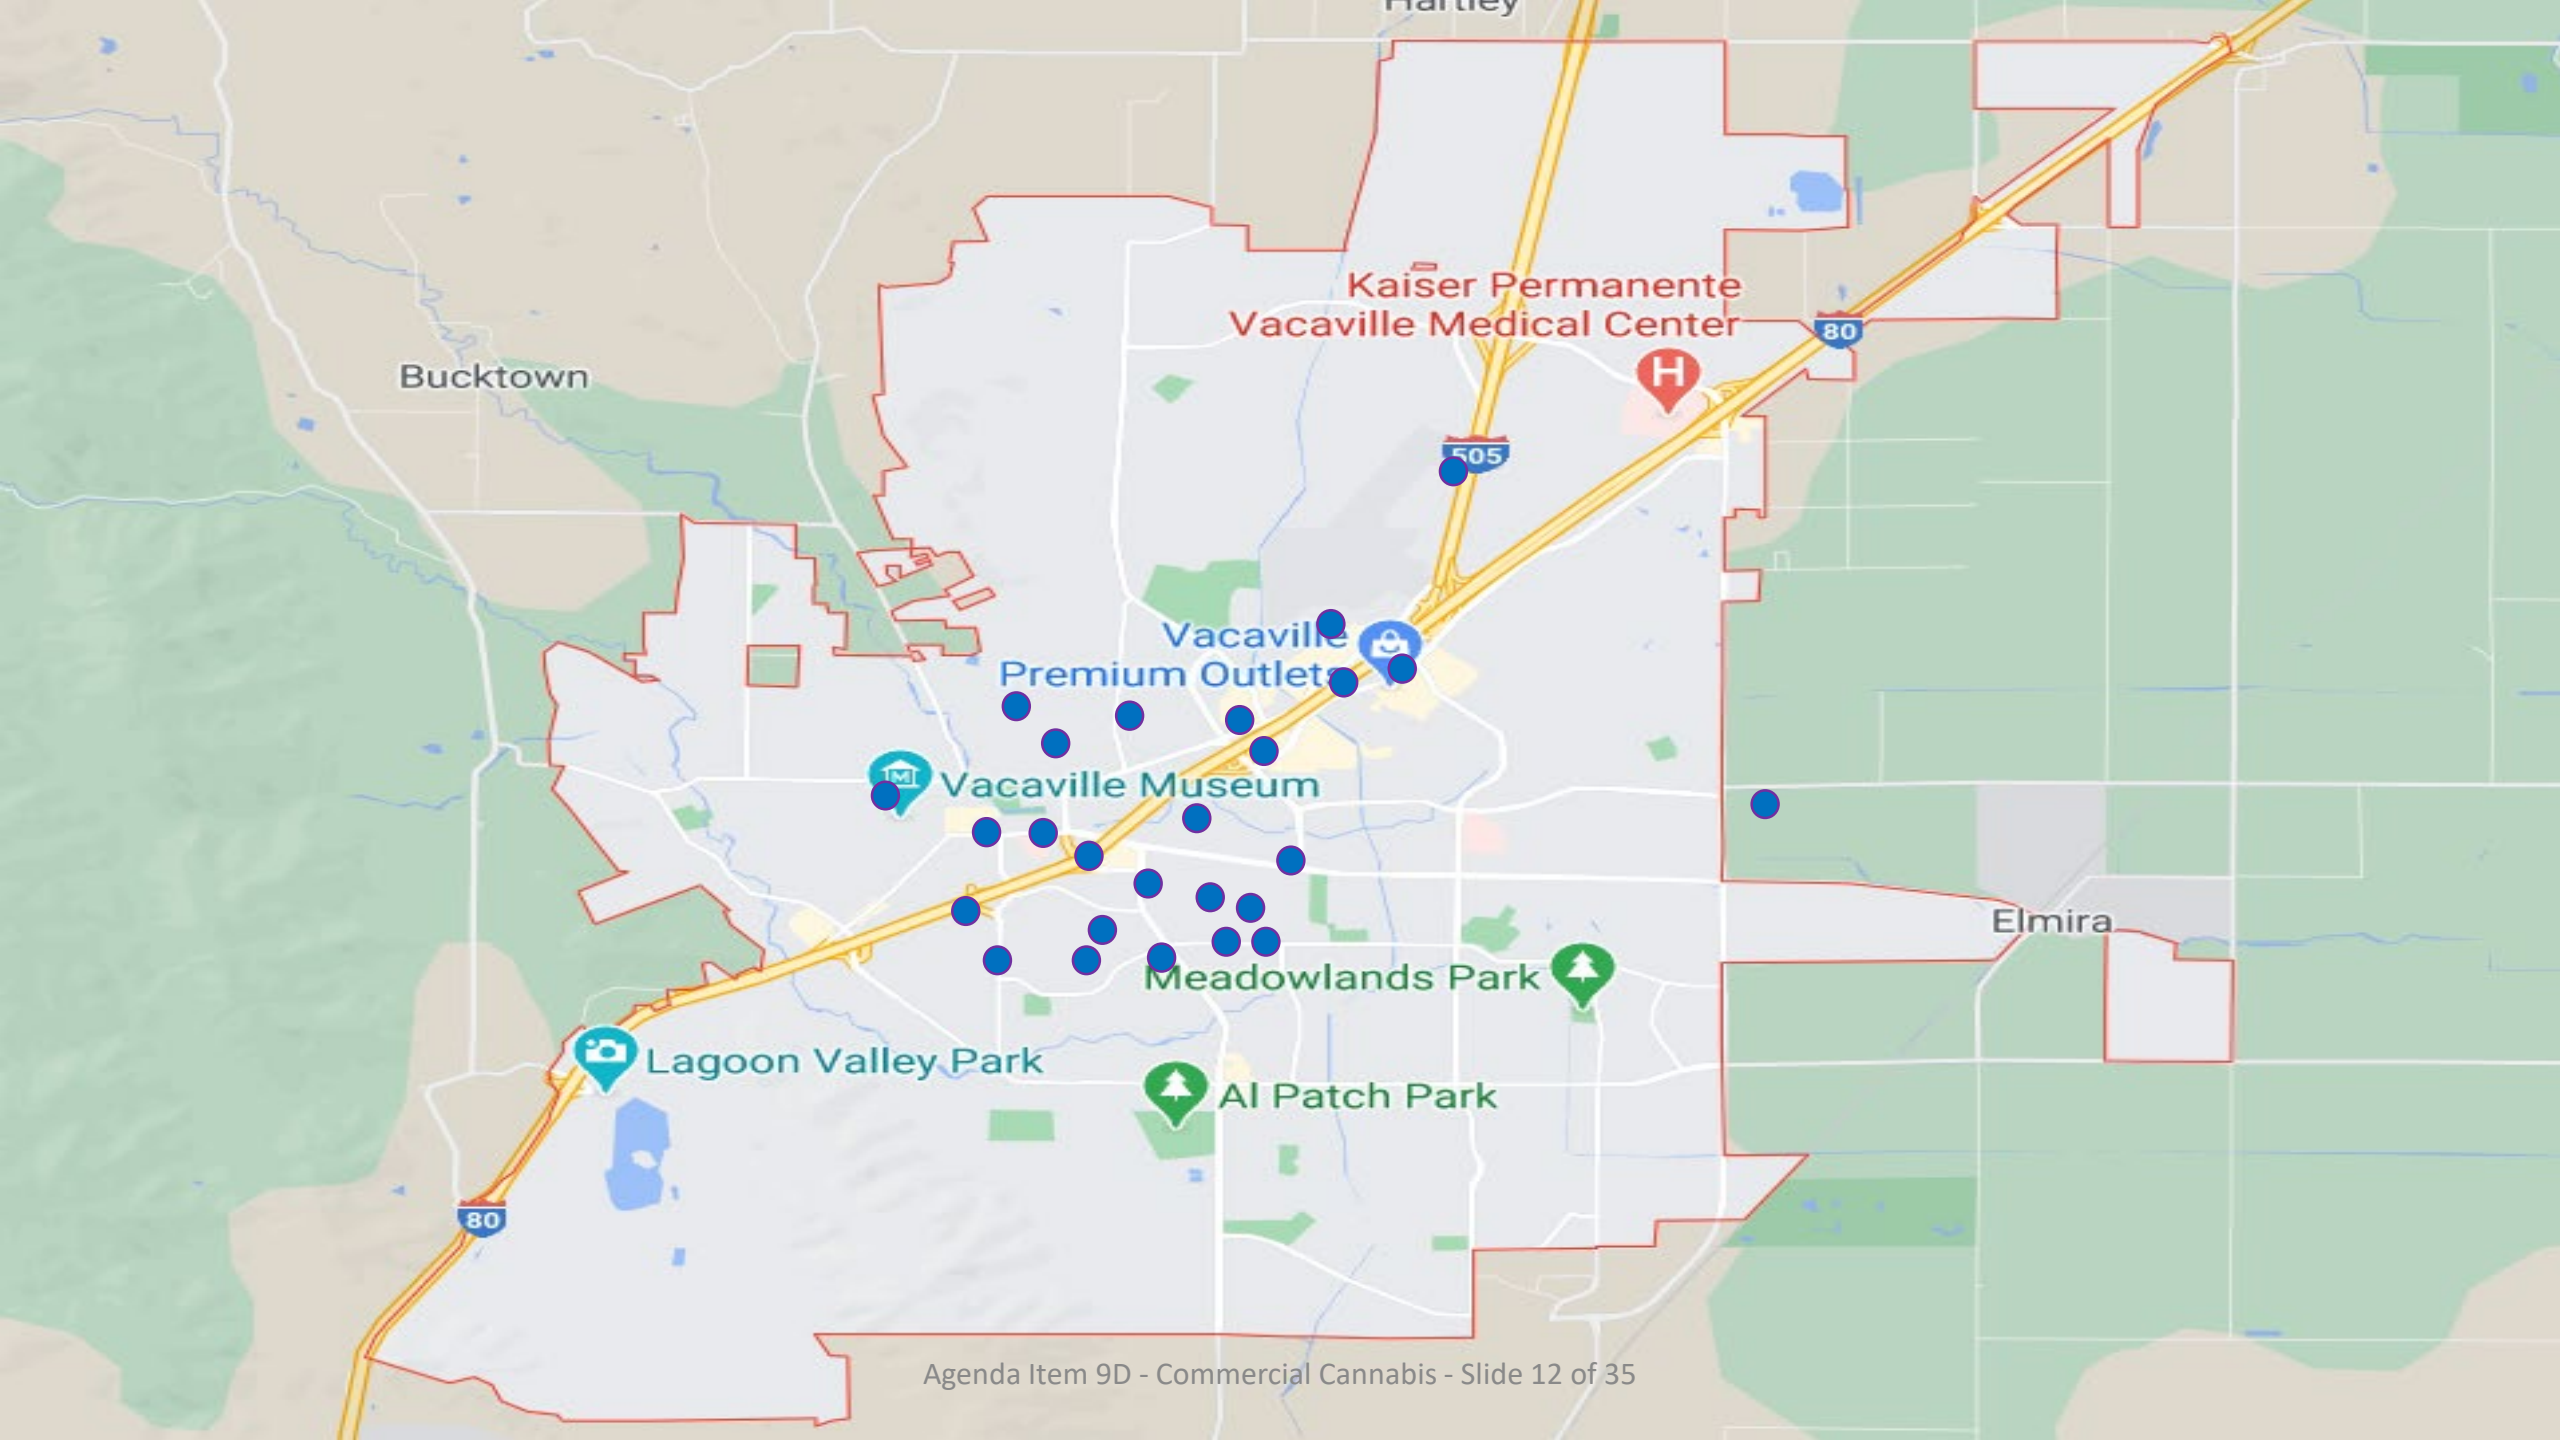 Hartley
Kaiser Permanente
Vacaville Medical Center
80
H
Bucktown
505
Vacaville
Premium Outlets
M
Vacaville Museum
Elmira
Meadowlands Park
Lagoon Valley Park
Al Patch Park
80
Agenda Item 9D - Commercial Cannabis - Slide 12 of 35